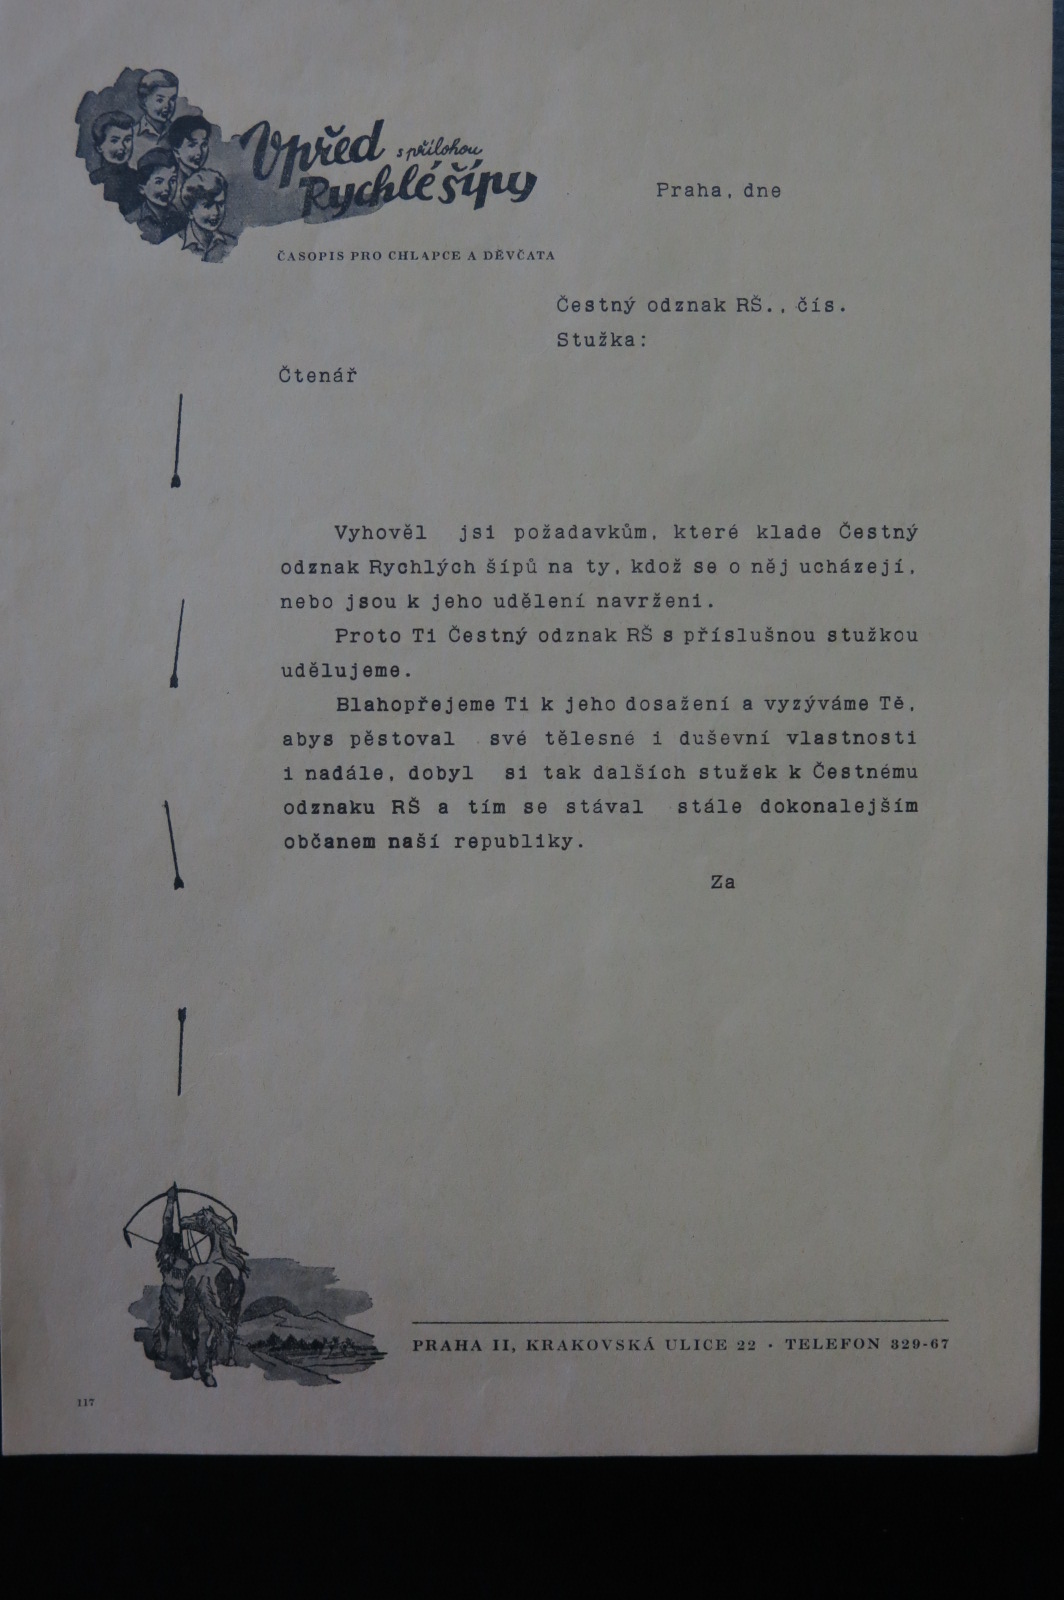 Vpřed s přílohou
Rychlé šípy
ČASOPIS PRO CHLAPCE A DĚVČATA
Praha, dne
Čestný odznak RŠ., čís.
Stužka:
Čtenář
Vyhověl jsi požadavkům, které klade Čestný
odznak Rychlých šípů na ty, kdož se o něj ucházejí,
nebo jsou k jeho udělení navrženi.
Proto Ti Čestný odznak RŠ s příslušnou stužkou
udělujeme.
Blahopřejeme Ti k jeho dosažení a vyzýváme Tě,
abys pěstoval své tělesné i duševní vlastnosti
i nadále, dobyl si tak dalších stužek k Čestnému
odznaku RŠ a tím se stával stále dokonalejším
občanem naší republiky.
Za
PRAHA II, KRAKOVSKÁ ULICE 22 · TELEFON 329-67
117